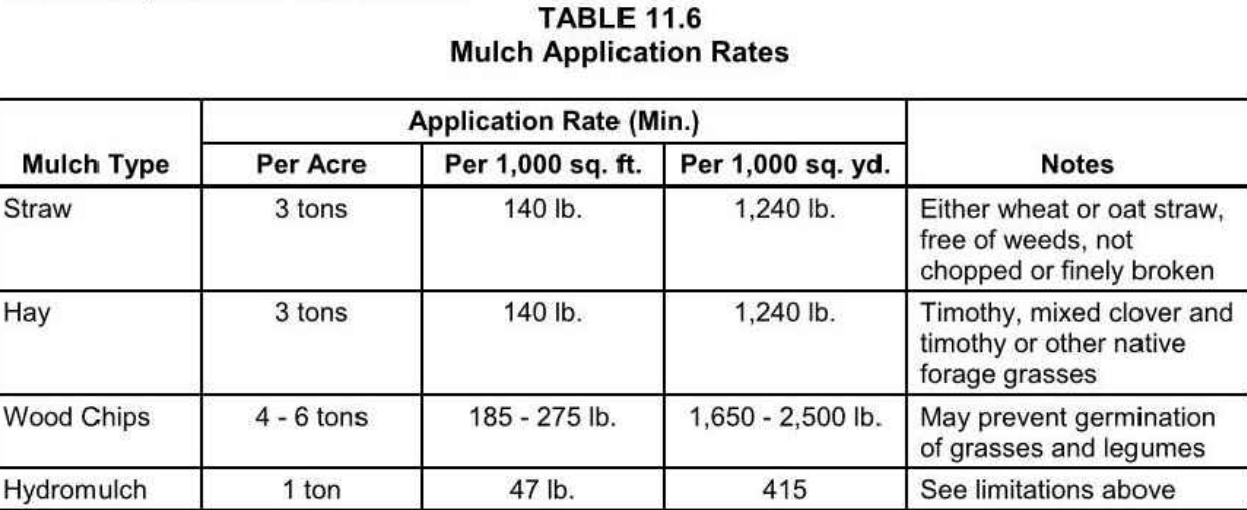 TABLE 11.6
Mulch Application Rates
Mulch Type
Application Rate (Min.)
Notes
Per Acre
Per 1,000 sq. ft.
Per 1,000 sq. yd.
Straw
3 tons
140 lb.
1,240 lb.
Either wheat or oat straw,
free of weeds, not
chopped or finely broken
Hay
3 tons
140 lb.
1,240 lb.
Timothy, mixed clover and
timothy or other native
forage grasses
Wood Chips
4 - 6 tons
185 - 275 lb.
1,650 - 2,500 lb.
May prevent germination
of grasses and legumes
Hydromulch
1 ton
47 lb.
415
See limitations above